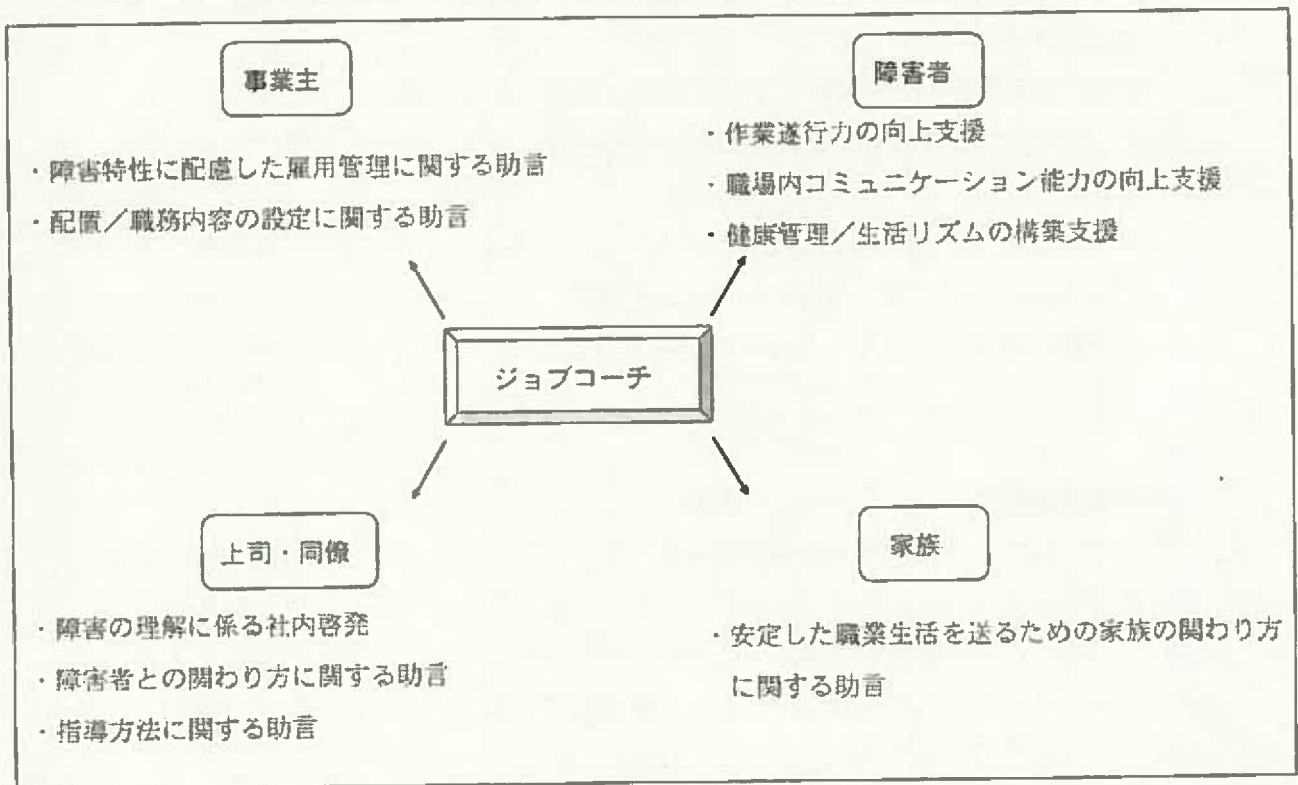 事業主
・障害特性に配慮した雇用管理に関する助言
・配置／職務内容の設定に関する助言
障害者
・作業遂行力の向上支援
・職場内コミュニケーション能力の向上支援
・健康管理／生活リズムの構築支援
ジョブコーチ
上司・同僚
・障害の理解に係る社内啓発
・障害者との関わり方に関する助言
・指導方法に関する助言
家族
・安定した職業生活を送るための家族の関わり方
に関する助言